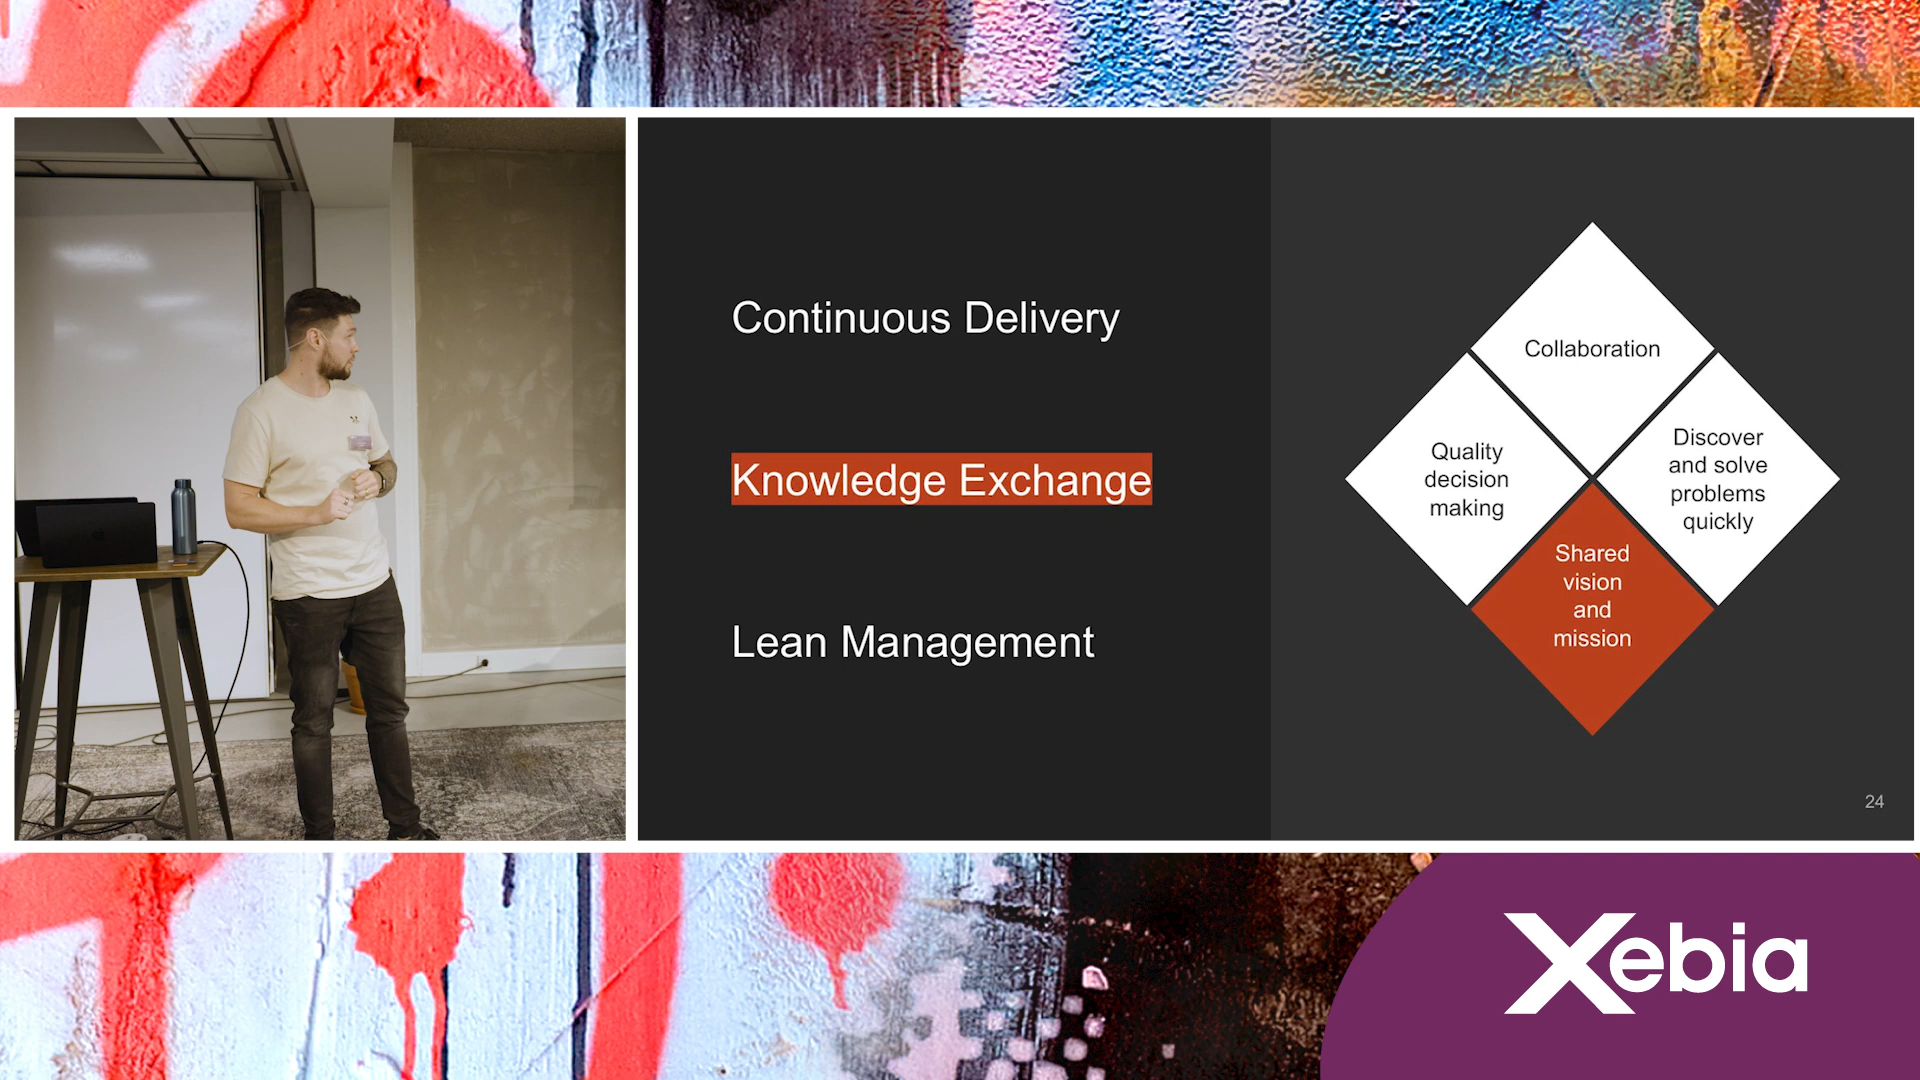 Continuous Delivery
Knowledge Exchange
Lean Management
Collaboration
Quality
decision
making
Discover
and solve
problems
quickly
Shared
vision
and
mission
24
Xebia